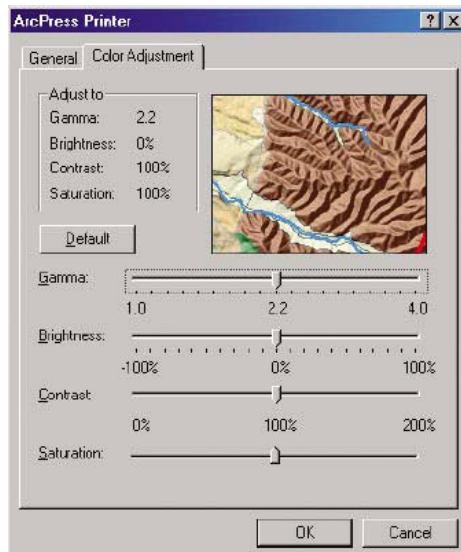 ArcPress Printer
General Color Adjustment
Adjust to
Gamma: 2.2
Brightness: 0%
Contrast: 100%
Saturation: 100%
Default
Gamma:
1.0 2.2 4.0
Brightness:
-100% 0% 100%
Contrast
0% 100% 200%
Saturation:
OK Cancel